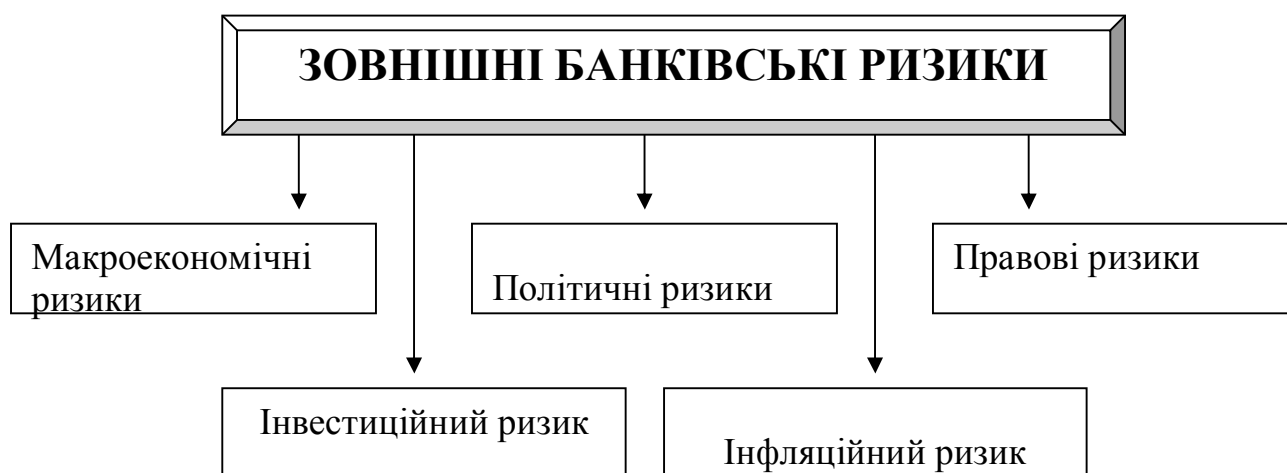 ЗОВНІШНІ БАНКІВСЬКІ РИЗИКИ
Макроекономічні
ризики
Політичні ризики
Правові ризики
Інвестиційний ризик
Інфляційний ризик